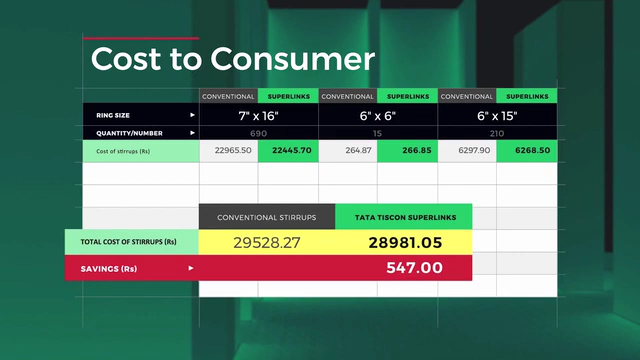 Cost to Consumer
CONVENTIONAL SUPERLINKS CONVENTIONAL SUPERLINKS CONVENTIONAL SUPERLINKS
RING SIZE 7" x 16" 6" x 6" 6" x 15"
QUANTITY/NUMBER 690 15 210
Cost of stirrups (Rs) 22965.50 22445.70 264.87 266.85 6297.90 6268.50
CONVENTIONAL STIRRUPS TATA TISCON SUPERLINKS
TOTAL COST OF STIRRUPS (Rs) 29528.27 28981.05
SAVINGS (Rs) 547.00